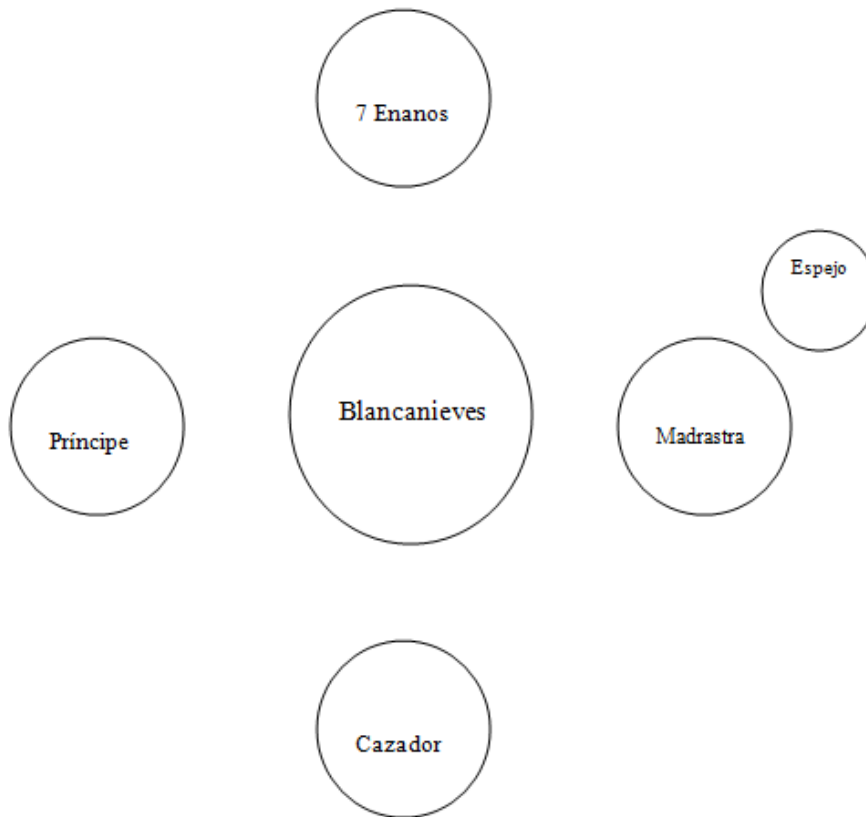 7 Enanos
Espejo
Blancanieves
Príncipe
Madrastra
Cazador